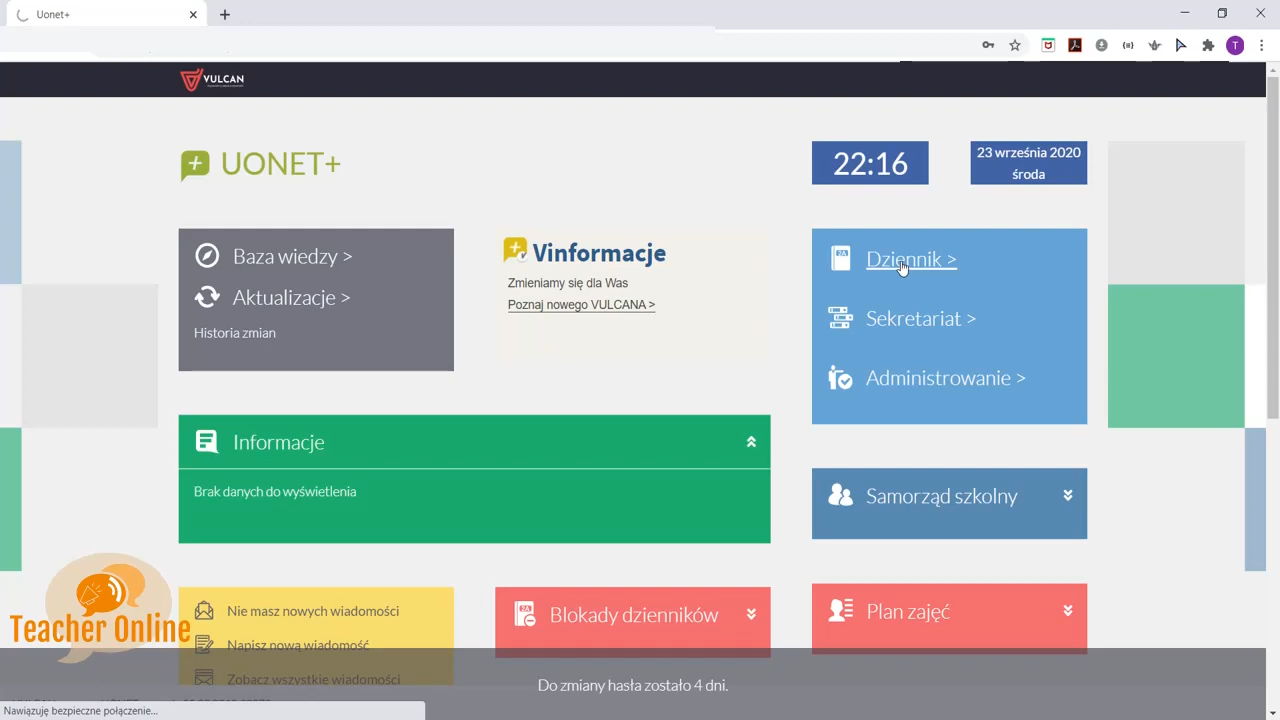 Uonet+
T
VULCAN
UONET+
22:16
23 września 2020
środa
Baza wiedzy >
Aktualizacje >
Historia zmian
Vinformacje
Zmieniamy się dla Was
Poznaj nowego VULCANA >
Dziennik >
Sekretariat >
Administrowanie >
Informacje
Brak danych do wyświetlenia
Samorząd szkolny
Nie masz nowych wiadomości
Napisz nową wiadomość
Zobacz wszystkie wiadomości
Blokady dzienników
Plan zajęć
Teacher Online
Do zmiany hasła zostało 4 dni.
Nawiązuję bezpieczne połączenie...